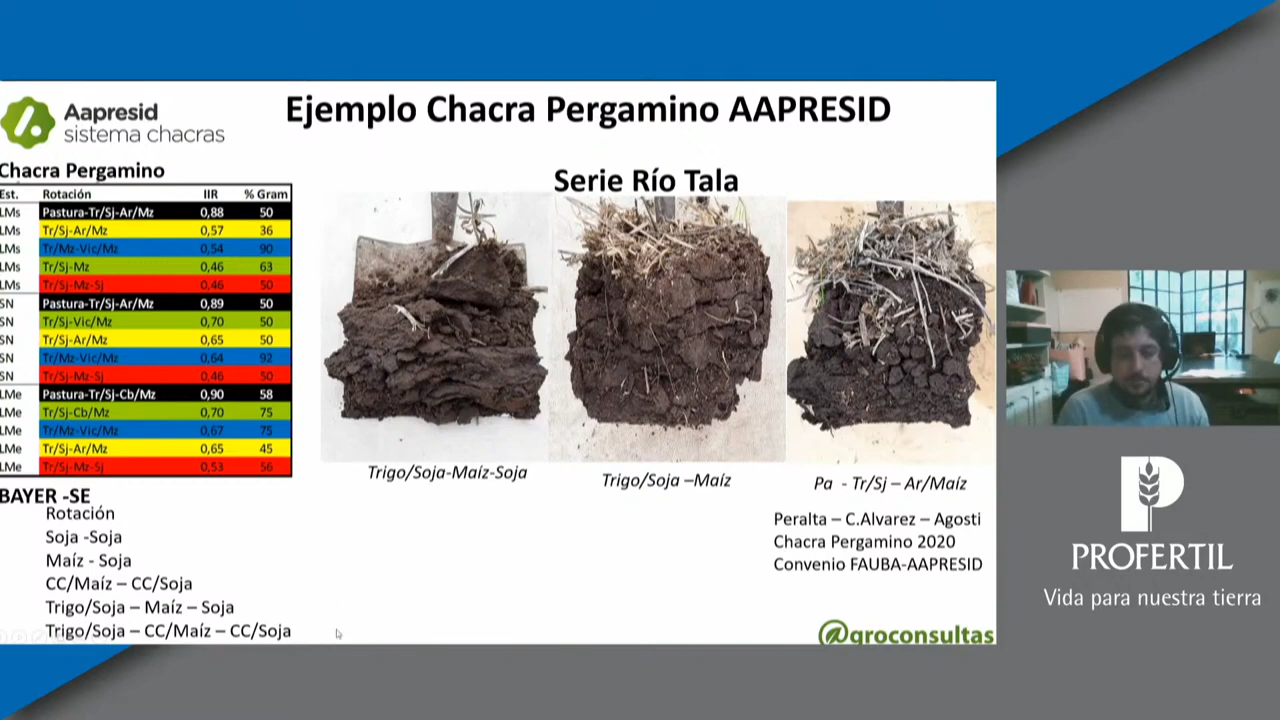 Aapresid
sistema chacras
Ejemplo Chacra Pergamino AAPRESID
Chacra Pergamino
Est. Rotación IIR % Gram
LMs Pastura-Tr/Sj-Ar/Mz 0,88 50
LMs Tr/Sj-Ar/Mz 0,57 36
LMs Tr/Mz-Vic/Mz 0,54 90
LMs Tr/Sj-Mz 0,46 63
LMs Tr/Sj-Mz-Sj 0,46 50
SN Pastura-Tr/Sj-Ar/Mz 0,89 50
SN Tr/Sj-Vic/Mz 0,70 50
SN Tr/Sj-Ar/Mz 0,65 50
SN Tr/Mz-Vic/Mz 0,64 92
SN Tr/Sj-Mz-Sj 0,46 50
LMe Pastura-Tr/Sj-Cb/Mz 0,90 58
LMe Tr/Sj-Cb/Mz 0,70 75
LMe Tr/Mz-Vic/Mz 0,67 75
LMe Tr/Sj-Ar/Mz 0,65 45
LMe Tr/Sj-Mz-Sj 0,53 56
Serie Río Tala
Trigo/Soja-Maíz-Soja
Trigo/Soja –Maíz
Pa - Tr/Sj – Ar/Maíz
BAYER -SE
Rotación
Soja -Soja
Maíz - Soja
CC/Maíz – CC/Soja
Trigo/Soja – Maíz – Soja
Trigo/Soja – CC/Maíz – CC/Soja
Peralta – C.Alvarez – Agosti
Chacra Pergamino 2020
Convenio FAUBA-AAPRESID
@groconsultas
PROFERTIL
Vida para nuestra tierra